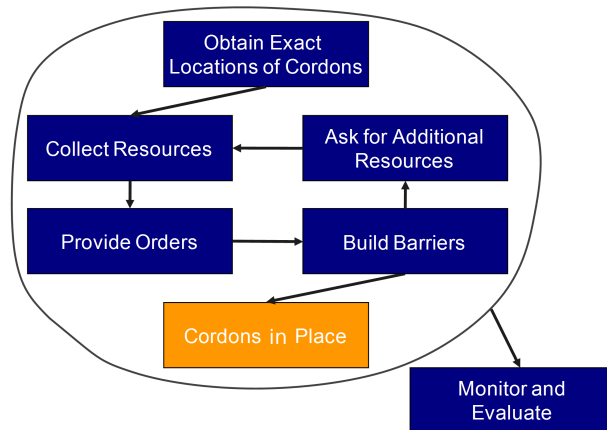 Obtain Exact
Locations of Cordons
Collect Resources
Ask for Additional
Resources
Provide Orders
Build Barriers
Cordons in Place
Monitor and
Evaluate